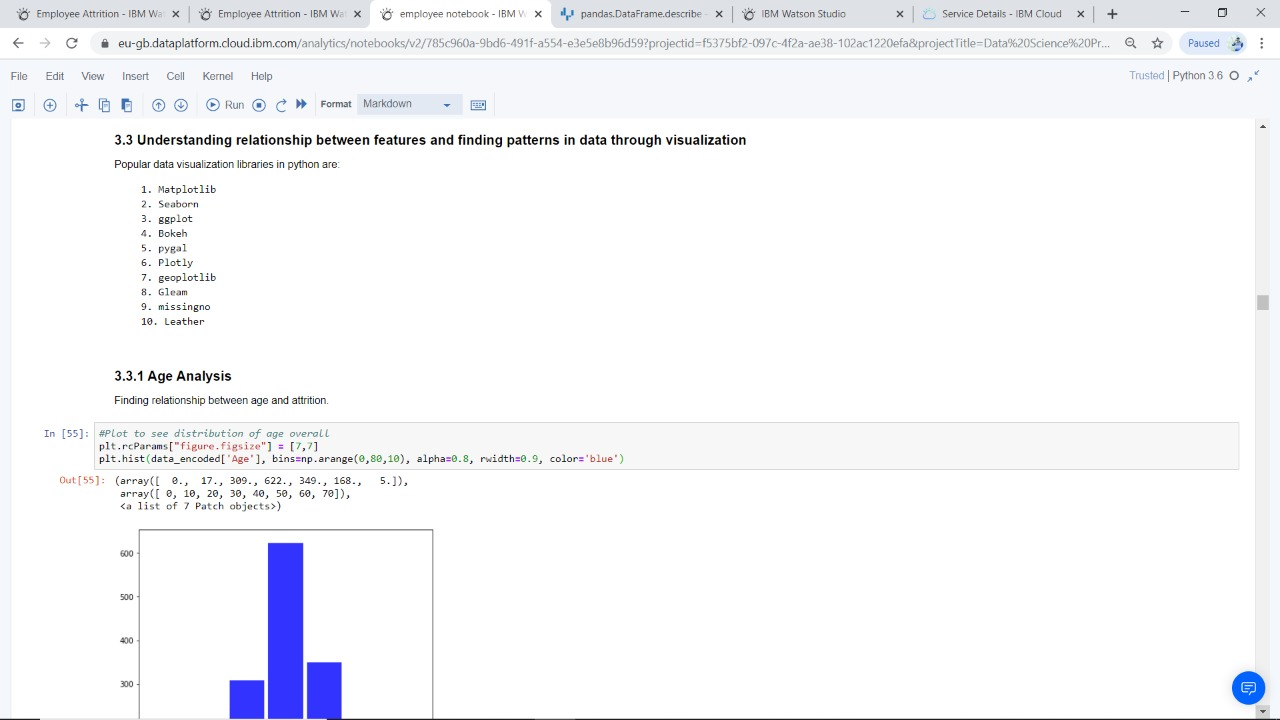 Employee Attrition - IBM Wat
Employee Attrition - IBM Wat
employee notebook - IBM W
pandas.DataFrame.describe -
IBM Watson Studio
Service Details - IBM Cloud
eu-gb.dataplatform.cloud.ibm.com/analytics/notebooks/v2/785c960a-9bd6-491f-a554-e3e5e8b96d59?projectid=f5375bf2-097c-4f2a-ae38-102ac1220efa&projectTitle=Data%20Science%20Pr...
Paused
File Edit View Insert Cell Kernel Help
Trusted | Python 3.6
Run
Format
Markdown
3.3 Understanding relationship between features and finding patterns in data through visualization
Popular data visualization libraries in python are:
1. Matplotlib
2. Seaborn
3. ggplot
4. Bokeh
5. pygal
6. Plotly
7. geoplotlib
8. Gleam
9. missingno
10. Leather
3.3.1 Age Analysis
Finding relationship between age and attrition.
In [55]: #Plot to see distribution of age overall
plt.rcParams["figure.figsize"] = [7,7]
plt.hist(data_encoded['Age'], bins=np.arange(0,80,10), alpha=0.8, rwidth=0.9, color='blue')
Out[55]: (array([ 0., 17., 309., 622., 349., 168., 5.]),
array([ 0, 10, 20, 30, 40, 50, 60, 70]),
<a list of 7 Patch objects>)
600
500
400
300